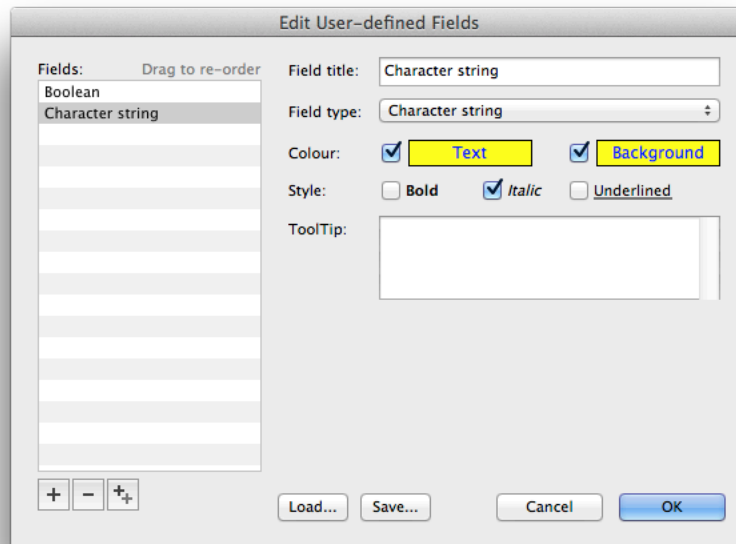 Edit User-defined Fields
Fields: Drag to re-order
Boolean
Character string
Field title: Character string
Field type: Character string
Colour: Text Background
Style: Bold Italic Underlined
ToolTip:
Load... Save... Cancel OK